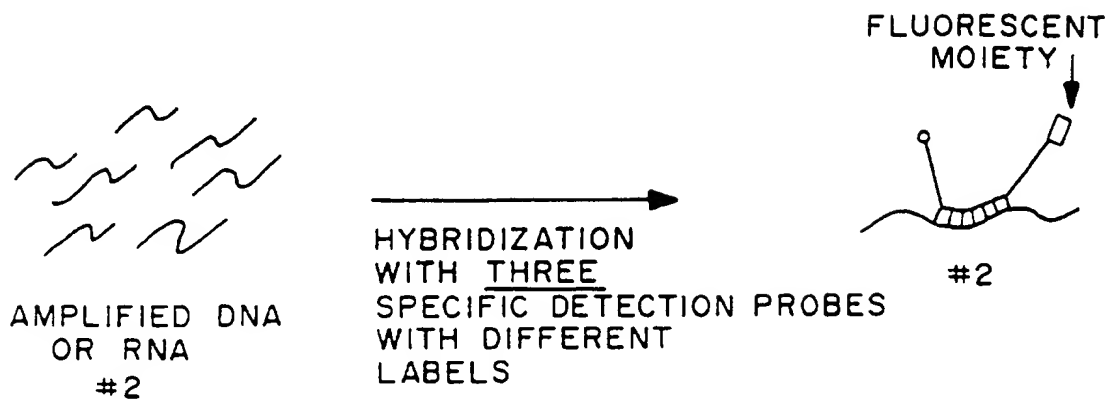 FLUORESCENT
MOIETY
HYBRIDIZATION
WITH THREE
SPECIFIC DETECTION PROBES
WITH DIFFERENT
LABELS
#2
AMPLIFIED DNA
OR RNA
#2